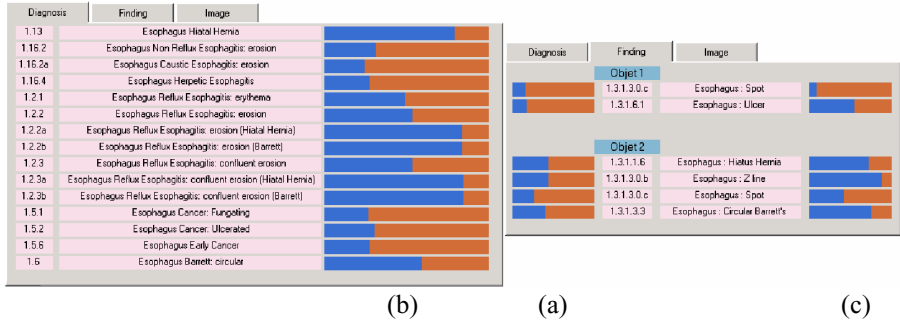 Diagnosis Finding Image
1.13 Esophagus Hiatal Hernia
1.16.2 Esophagus Non Reflux Esophagitis: erosion
1.16.2a Esophagus Caustic Esophagitis: erosion
1.16.4 Esophagus Herpetic Esophagitis
1.2.1 Esophagus Reflux Esophagitis: erythema
1.2.2 Esophagus Reflux Esophagitis: erosion
1.2.2a Esophagus Reflux Esophagitis: erosion (Hiatal Hernia)
1.2.2b Esophagus Reflux Esophagitis: erosion (Barrett)
1.2.3 Esophagus Reflux Esophagitis: confluent erosion
1.2.3a Esophagus Reflux Esophagitis: confluent erosion (Hiatal Hernia)
1.2.3b Esophagus Reflux Esophagitis: confluent erosion (Barrett)
1.5.1 Esophagus Cancer: Fungating
1.5.2 Esophagus Cancer: Ulcerated
1.5.6 Esophagus Early Cancer
1.6 Esophagus Barrett: circular
Diagnosis Finding Image
Objet 1
1.3.1.3.0.c Esophagus : Spot
1.3.1.6.1 Esophagus : Ulcer
Objet 2
1.3.1.1.6 Esophagus : Hiatus Hernia
1.3.1.3.0.b Esophagus : Z line
1.3.1.3.0.c Esophagus : Spot
1.3.1.3.3 Esophagus : Circular Barrett's
(b) (a) (c)